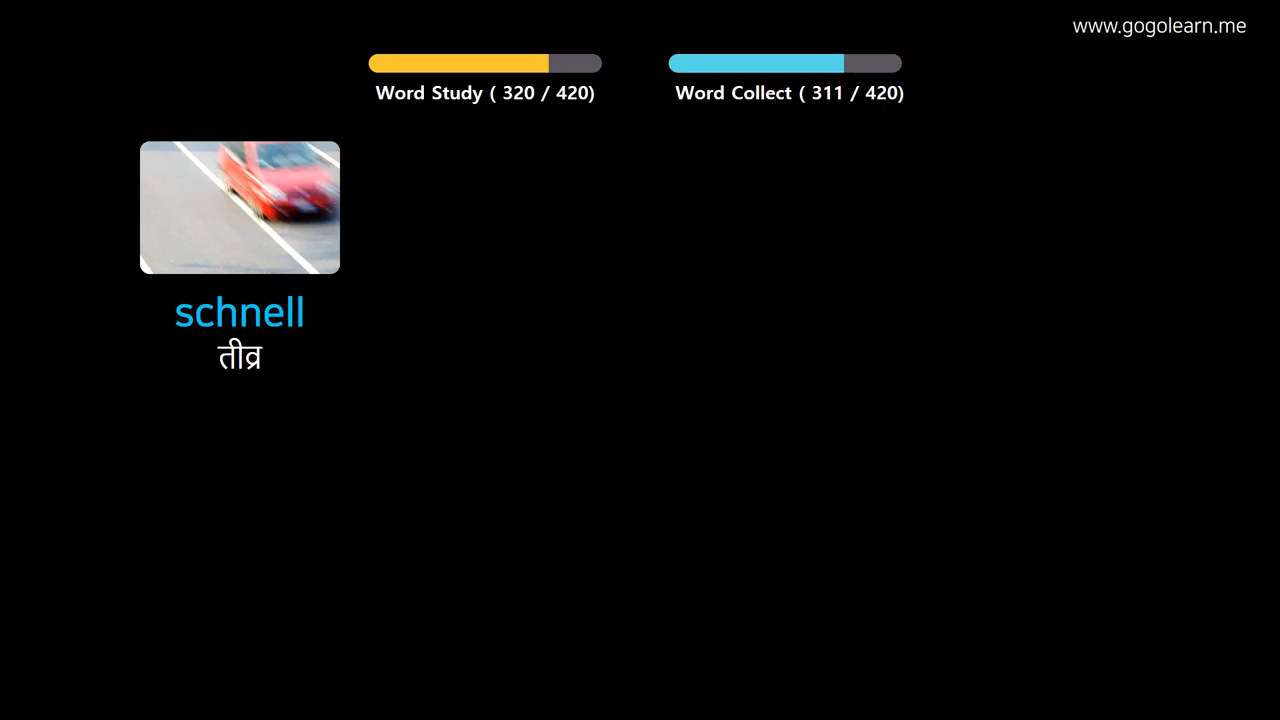 www.gogolearn.me
Word Study ( 320 / 420)
Word Collect ( 311 / 420)
schnell
तीव्र